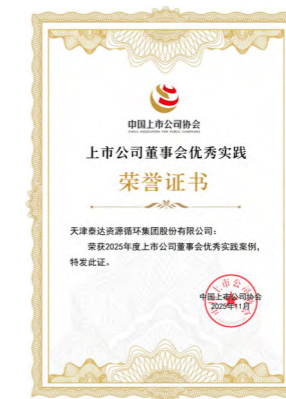 中国上市公司协会
CHINA ASSOCIATION FOR PUBLIC COMPANIES
上市公司董事会优秀实践
荣誉证书
天津泰达资源循环集团股份有限公司：
荣获2025年度上市公司董事会优秀实践案例，
特发此证。
中国上市公司协会
2025年11月